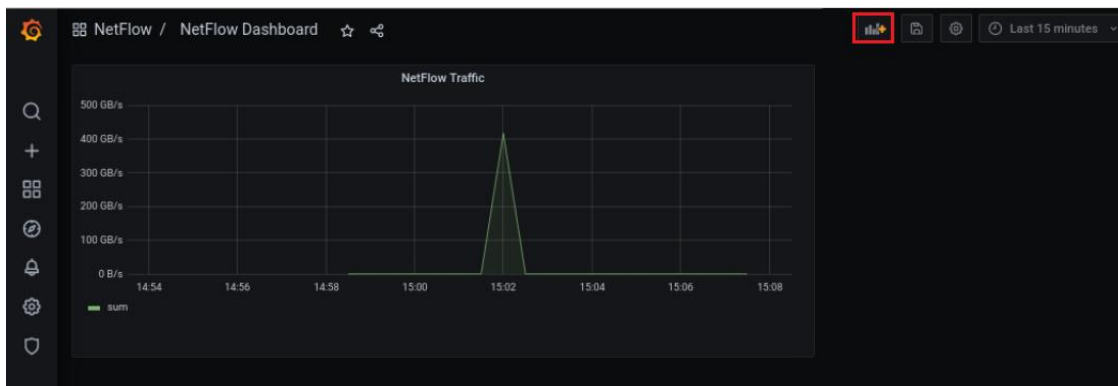 NetFlow / NetFlow Dashboard
Last 15 minutes
NetFlow Traffic
500 GB/s
400 GB/s
300 GB/s
200 GB/s
100 GB/s
0 B/s
14:54 14:56 14:58 15:00 15:02 15:04 15:06 15:08
sum